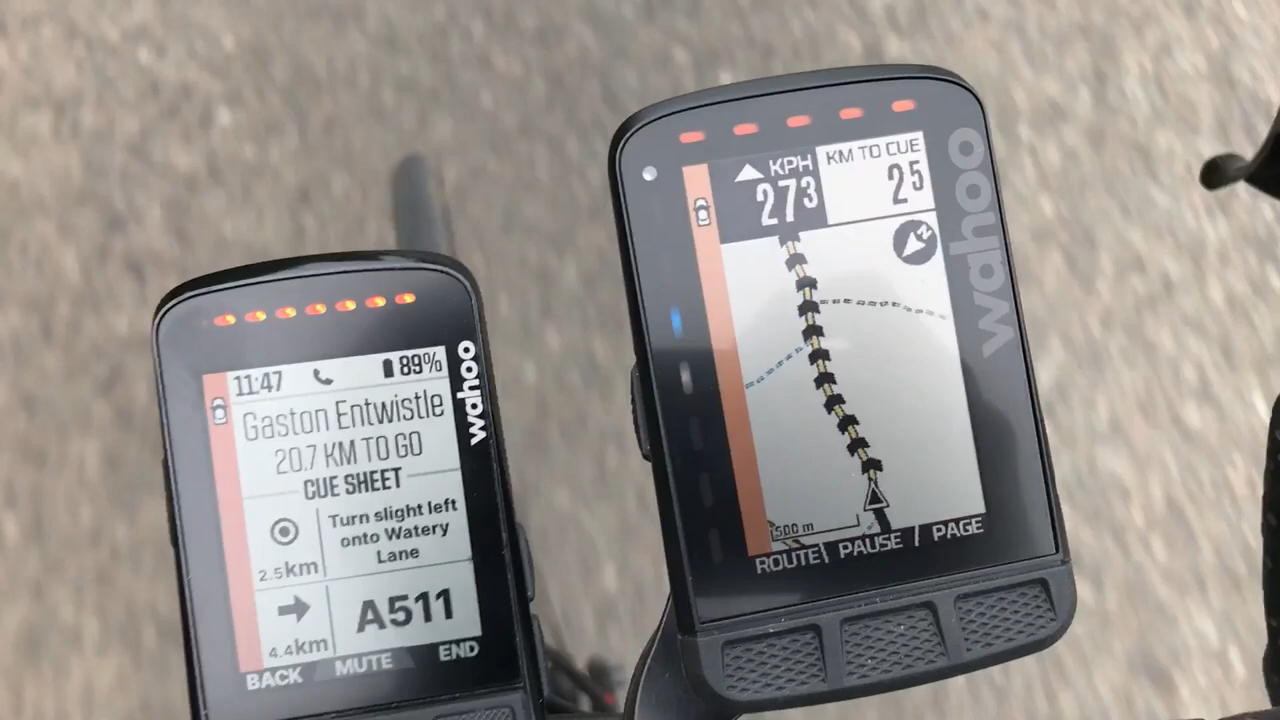 11:47
89%
Gaston Entwistle
20.7 KM TO GO
CUE SHEET
Turn slight left
onto Watery
Lane
2.5km
A511
4.4km
BACK MUTE END
wahoo
KPH
27.3
KM TO CUE
2.5
N
500 m
ROUTE PAUSE / PAGE
wahoo